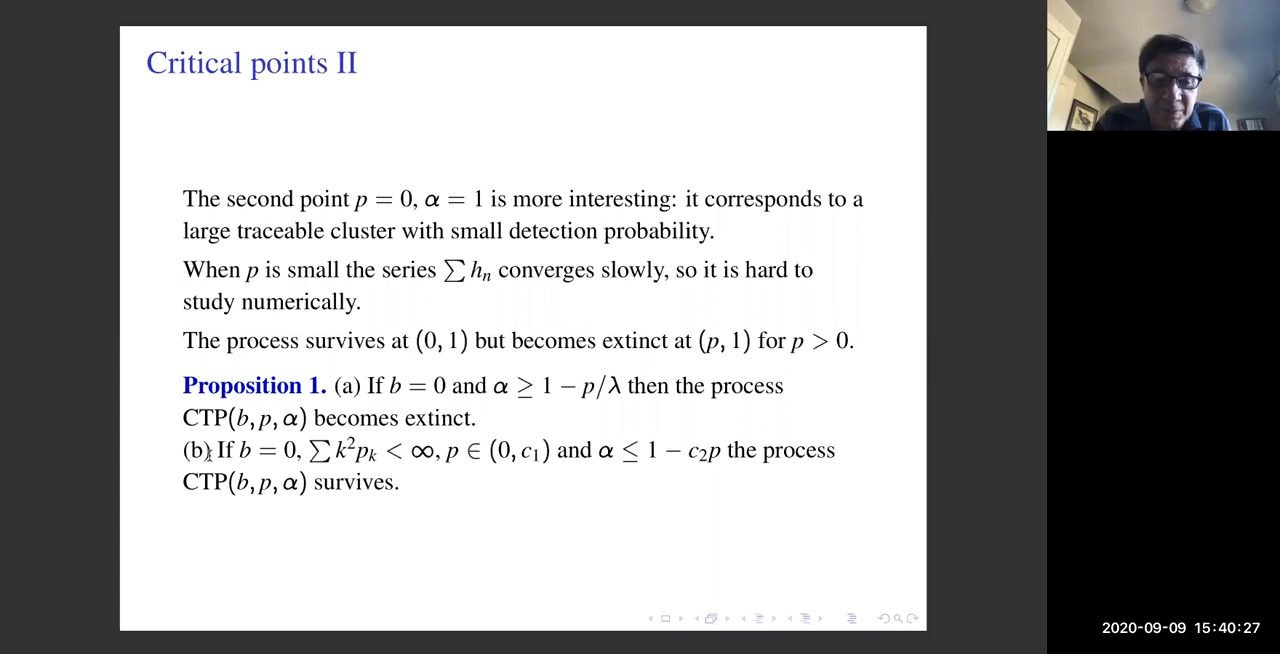 Critical points II
The second point p = 0, α = 1 is more interesting: it corresponds to a
large traceable cluster with small detection probability.
When p is small the series ∑ hₙ converges slowly, so it is hard to
study numerically.
The process survives at (0, 1) but becomes extinct at (p, 1) for p > 0.
Proposition 1. (a) If b = 0 and α ≥ 1 − p/λ then the process
CTP(b, p, α) becomes extinct.
(b) If b = 0, ∑ k²pₖ < ∞, p ∈ (0, c₁) and α ≤ 1 − c₂p the process
CTP(b, p, α) survives.
2020-09-09 15:40:27